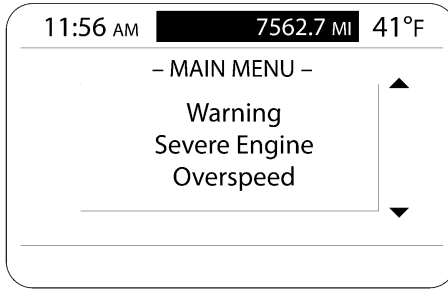 11:56 AM 7562.7 MI 41°F
– MAIN MENU –
Warning
Severe Engine
Overspeed